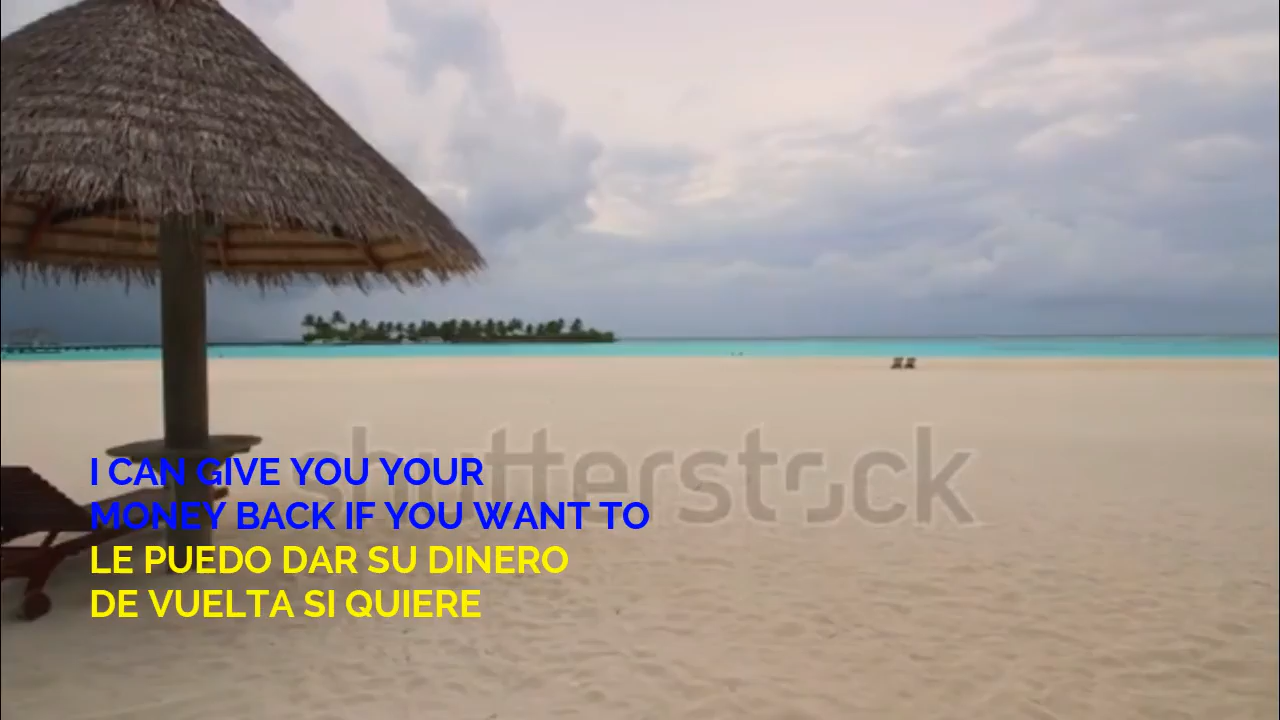 shutterstock
I CAN GIVE YOU YOUR
MONEY BACK IF YOU WANT TO
LE PUEDO DAR SU DINERO
DE VUELTA SI QUIERE